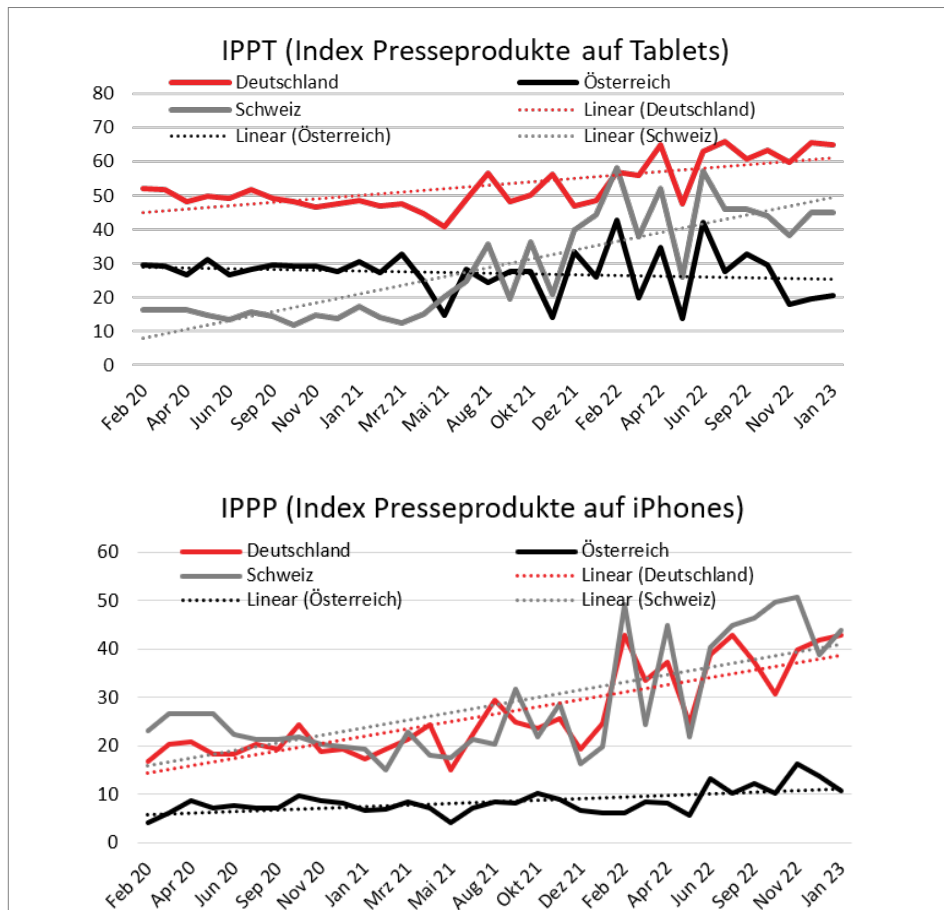 IPPT (Index Presseprodukte auf Tablets)
Deutschland Österreich
Schweiz Linear (Deutschland)
Linear (Österreich) Linear (Schweiz)
80
70
60
50
40
30
20
10
0
Feb 20 Apr 20 Jun 20 Sep 20 Nov 20 Jan 21 Mrz 21 Mai 21 Aug 21 Okt 21 Dez 21 Feb 22 Apr 22 Jun 22 Sep 22 Nov 22 Jan 23
IPPP (Index Presseprodukte auf iPhones)
Deutschland Österreich
Schweiz Linear (Deutschland)
Linear (Österreich) Linear (Schweiz)
60
50
40
30
20
10
0
Feb 20 Apr 20 Jun 20 Sep 20 Nov 20 Jan 21 Mrz 21 Mai 21 Aug 21 Okt 21 Dez 21 Feb 22 Apr 22 Jun 22 Sep 22 Nov 22 Jan 23